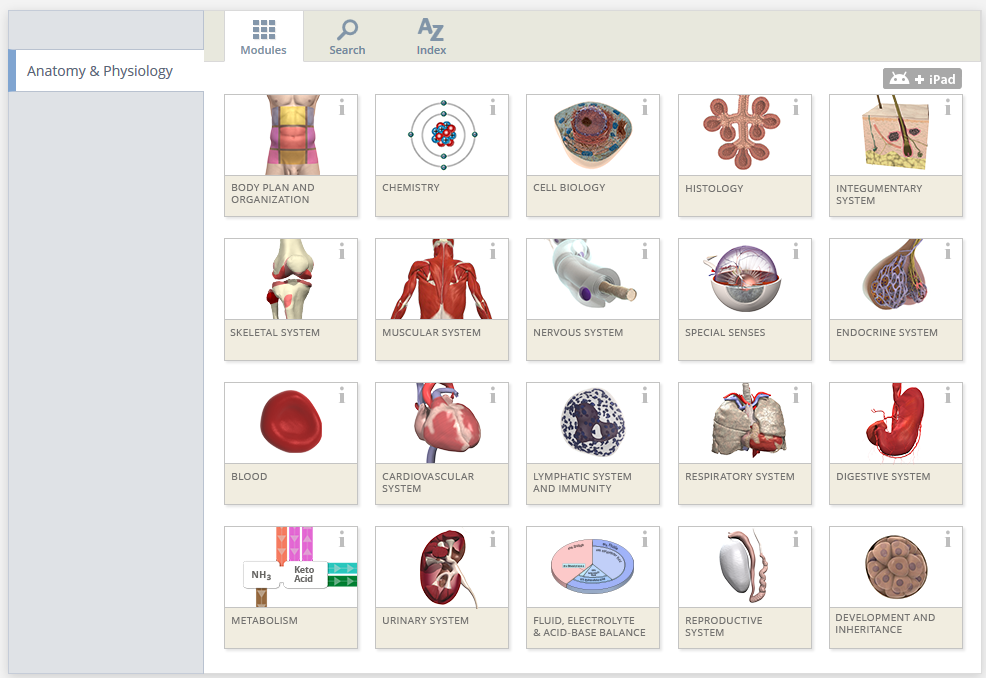 Modules
Search
AZ
Index
Anatomy & Physiology
+ iPad
BODY PLAN AND
ORGANIZATION
CHEMISTRY
CELL BIOLOGY
HISTOLOGY
INTEGUMENTARY
SYSTEM
SKELETAL SYSTEM
MUSCULAR SYSTEM
NERVOUS SYSTEM
SPECIAL SENSES
ENDOCRINE SYSTEM
BLOOD
CARDIOVASCULAR
SYSTEM
LYMPHATIC SYSTEM
AND IMMUNITY
RESPIRATORY SYSTEM
DIGESTIVE SYSTEM
NH3
Keto
Acid
METABOLISM
URINARY SYSTEM
FLUID, ELECTROLYTE
& ACID-BASE BALANCE
REPRODUCTIVE
SYSTEM
DEVELOPMENT AND
INHERITANCE